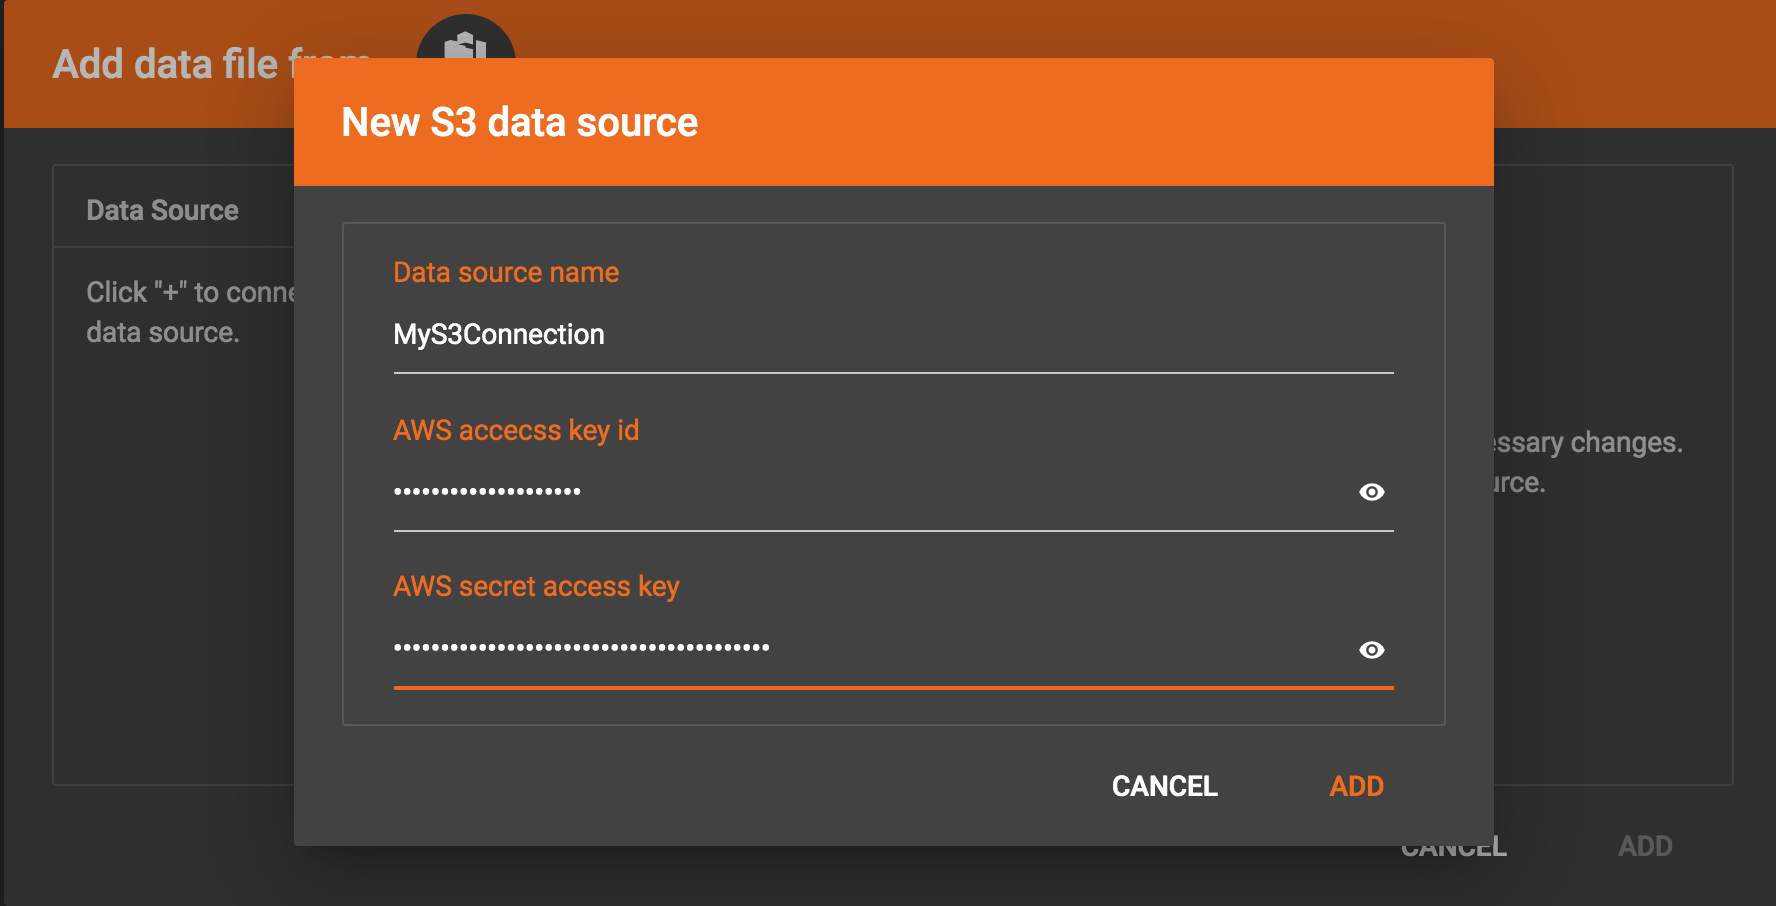 Add data file from
New S3 data source
Data Source
Click "+" to conne
data source.
Data source name
MyS3Connection
AWS accecss key id
••••••••••••••••••••
AWS secret access key
••••••••••••••••••••••••••••••••••••••••
essary changes.
urce.
CANCEL
ADD
CANCEL
ADD